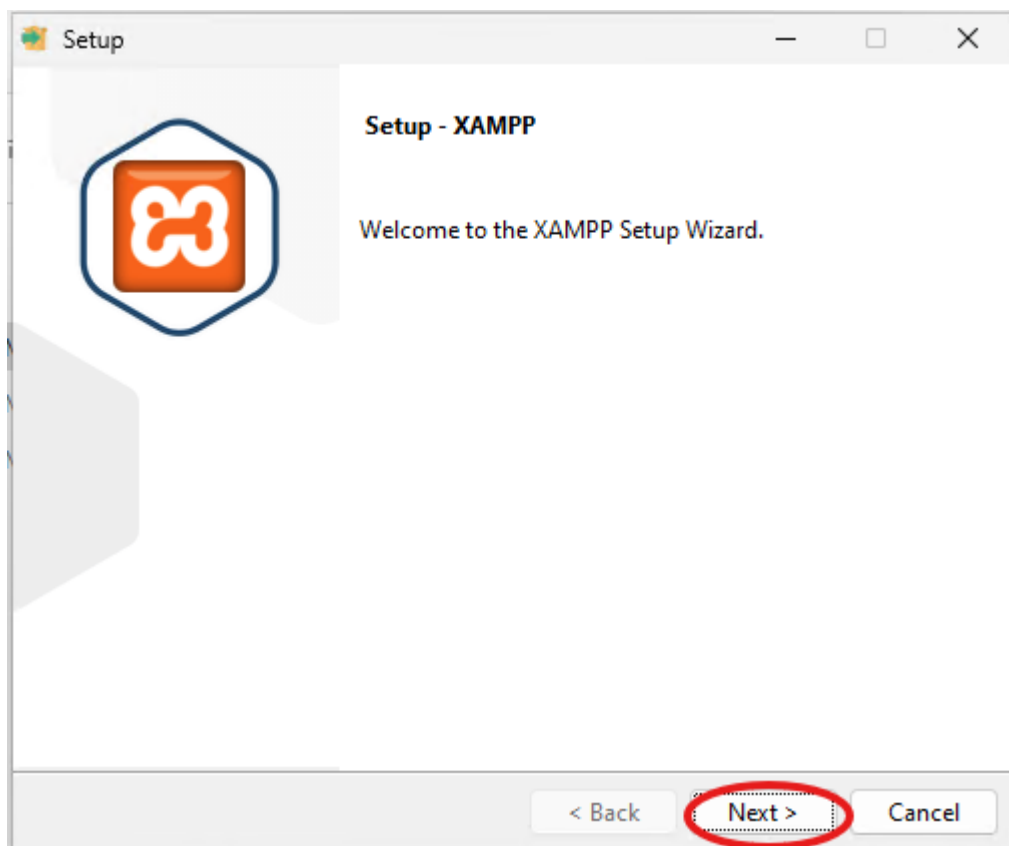 Setup
Setup - XAMPP
Welcome to the XAMPP Setup Wizard.
< Back Next > Cancel